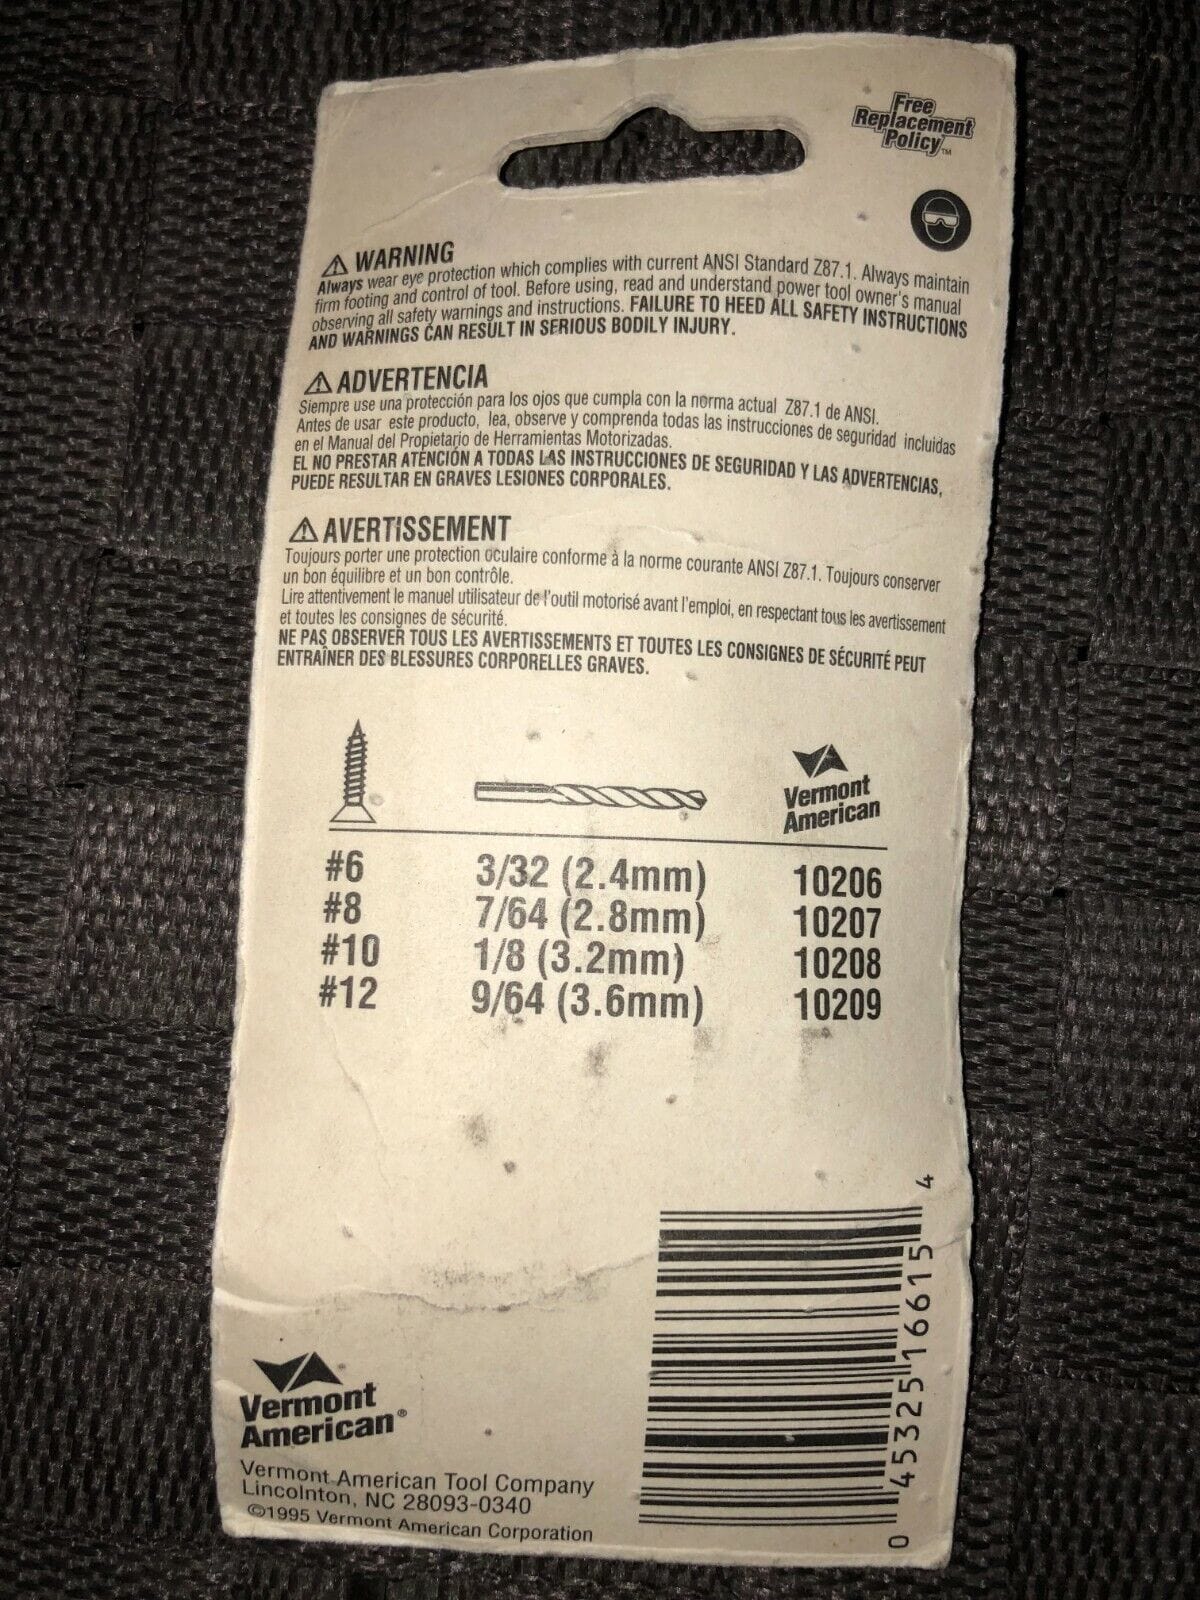 Free
Replacement
Policy™
⚠ WARNING
Always wear eye protection which complies with current ANSI Standard Z87.1. Always maintain
firm footing and control of tool. Before using, read and understand power tool owner's manual
observing all safety warnings and instructions. FAILURE TO HEED ALL SAFETY INSTRUCTIONS
AND WARNINGS CAN RESULT IN SERIOUS BODILY INJURY.
⚠ ADVERTENCIA
Siempre use una protección para los ojos que cumpla con la norma actual Z87.1 de ANSI.
Antes de usar este producto, lea, observe y comprenda todas las instrucciones de seguridad incluidas
en el Manual del Propietario de Herramientas Motorizadas.
EL NO PRESTAR ATENCIÓN A TODAS LAS INSTRUCCIONES DE SEGURIDAD Y LAS ADVERTENCIAS,
PUEDE RESULTAR EN GRAVES LESIONES CORPORALES.
⚠ AVERTISSEMENT
Toujours porter une protection oculaire conforme à la norme courante ANSI Z87.1. Toujours conserver
un bon équilibre et un bon contrôle.
Lire attentivement le manuel utilisateur de l'outil motorisé avant l'emploi, en respectant tous les avertissement
et toutes les consignes de sécurité.
NE PAS OBSERVER TOUS LES AVERTISSEMENTS ET TOUTES LES CONSIGNES DE SÉCURITÉ PEUT
ENTRAÎNER DES BLESSURES CORPORELLES GRAVES.
Vermont
American
#6 3/32 (2.4mm) 10206
#8 7/64 (2.8mm) 10207
#10 1/8 (3.2mm) 10208
#12 9/64 (3.6mm) 10209
0 45325 16615 4
Vermont
American®
Vermont American Tool Company
Lincolnton, NC 28093-0340
©1995 Vermont American Corporation